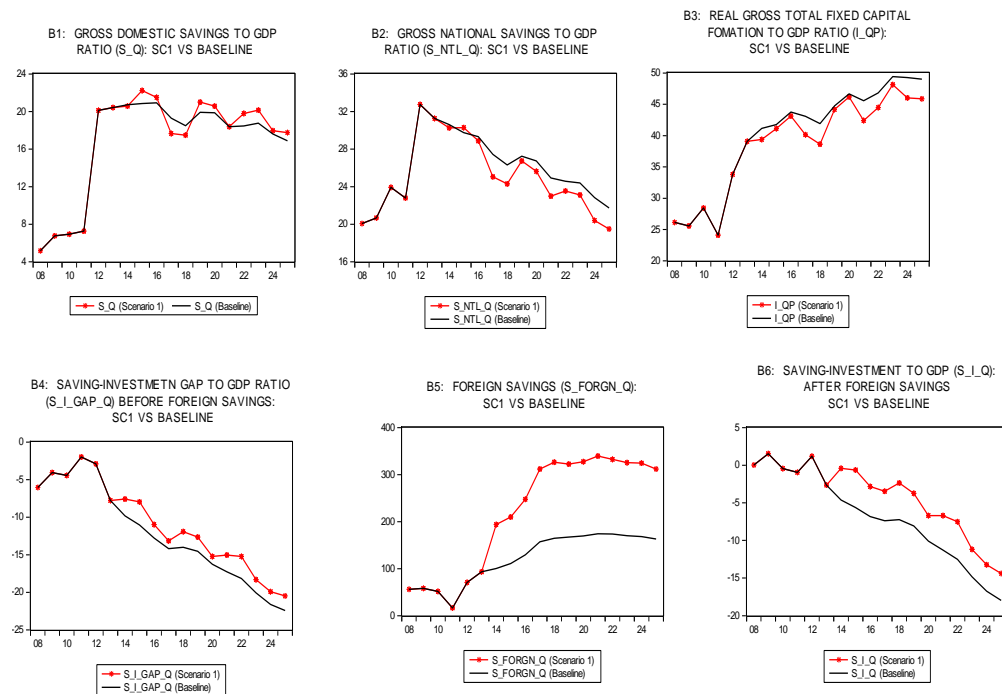 B1: GROSS DOMESTIC SAVINGS TO GDP
RATIO (S_Q): SC1 VS BASELINE
24
20
16
12
8
4
08 10 12 14 16 18 20 22 24
S_Q (Scenario 1)
S_Q (Baseline)
B2: GROSS NATIONAL SAVINGS TO GDP
RATIO (S_NTL_Q): SC1 VS BASELINE
36
32
28
24
20
16
08 10 12 14 16 18 20 22 24
S_NTL_Q (Scenario 1)
S_NTL_Q (Baseline)
B3: REAL GROSS TOTAL FIXED CAPITAL
FOMATION TO GDP RATIO (I_QP):
SC1 VS BASELINE
50
45
40
35
30
25
20
08 10 12 14 16 18 20 22 24
I_QP (Scenario 1)
I_QP (Baseline)
B4: SAVING-INVESTMETN GAP TO GDP RATIO
(S_I_GAP_Q) BEFORE FOREIGN SAVINGS:
SC1 VS BASELINE
0
-5
-10
-15
-20
-25
08 10 12 14 16 18 20 22 24
S_I_GAP_Q (Scenario 1)
S_I_GAP_Q (Baseline)
B5: FOREIGN SAVINGS (S_FORGN_Q):
SC1 VS BASELINE
400
300
200
100
0
08 10 12 14 16 18 20 22 24
S_FORGN_Q (Scenario 1)
S_FORGN_Q (Baseline)
B6: SAVING-INVESTMENT TO GDP (S_I_Q):
AFTER FOREIGN SAVINGS
SC1 VS BASELINE
5
0
-5
-10
-15
-20
08 10 12 14 16 18 20 22 24
S_I_Q (Scenario 1)
S_I_Q (Baseline)